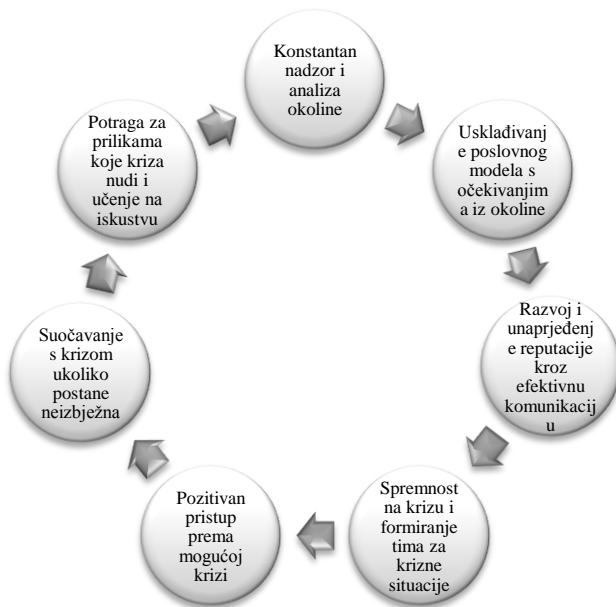 Konstantan
nadzor i
analiza
okoline
Usklađivanj
e poslovnog
modela s
očekivanjim
a iz okoline
Razvoj i
unaprjeđenj
e reputacije
kroz
efektivnu
komunikacij
u
Spremnost
na krizu i
formiranje
tima za
krizne
situacije
Pozitivan
pristup
prema
mogućoj
krizi
Suočavanje
s krizom
ukoliko
postane
neizbježna
Potraga za
prilikama
koje kriza
nudi i
učenje na
iskustvu